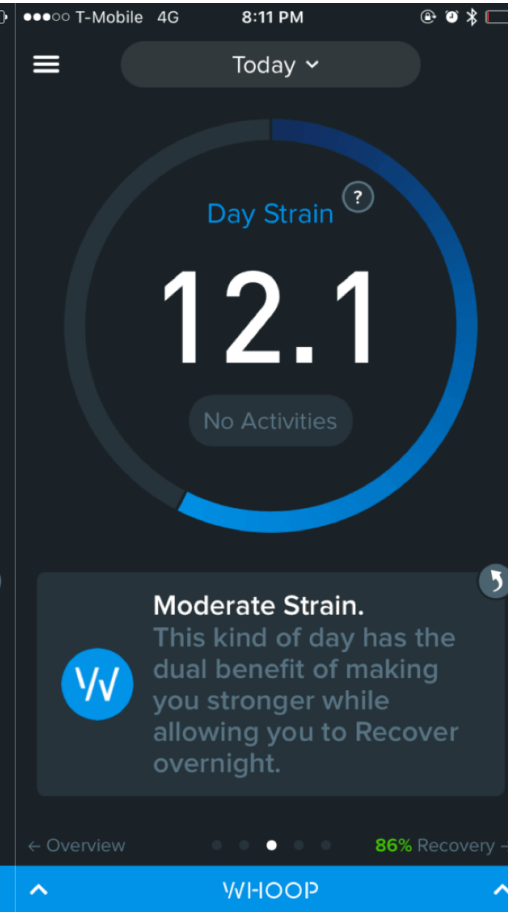 T-Mobile 4G 8:11 PM
Today
Day Strain ?
12.1
No Activities
Moderate Strain.
This kind of day has the
dual benefit of making
you stronger while
allowing you to Recover
overnight.
← Overview 86% Recovery
WHOOP